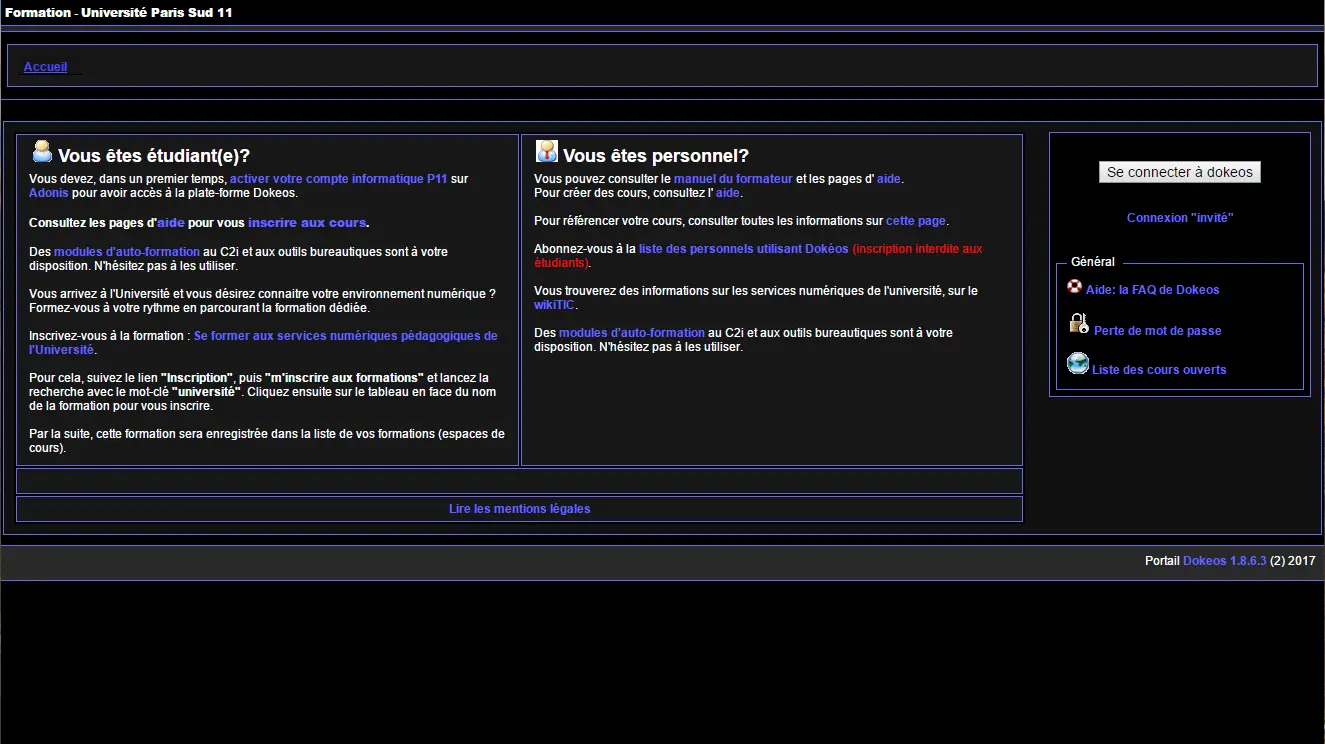 Formation - Université Paris Sud 11
Accueil
Vous êtes étudiant(e)?
Vous devez, dans un premier temps, activer votre compte informatique P11 sur
Adonis pour avoir accès à la plate-forme Dokeos.
Consultez les pages d'aide pour vous inscrire aux cours.
Des modules d'auto-formation au C2i et aux outils bureautiques sont à votre
disposition. N'hésitez pas à les utiliser.
Vous arrivez à l'Université et vous désirez connaitre votre environnement numérique ?
Formez-vous à votre rythme en parcourant la formation dédiée.
Inscrivez-vous à la formation : Se former aux services numériques pédagogiques de
l'Université.
Pour cela, suivez le lien "Inscription", puis "m'inscrire aux formations" et lancez la
recherche avec le mot-clé "université". Cliquez ensuite sur le tableau en face du nom
de la formation pour vous inscrire.
Par la suite, cette formation sera enregistrée dans la liste de vos formations (espaces de
cours).
Vous êtes personnel?
Vous pouvez consulter le manuel du formateur et les pages d' aide.
Pour créer des cours, consultez l' aide.
Pour référencer votre cours, consulter toutes les informations sur cette page.
Abonnez-vous à la liste des personnels utilisant Dokéos (inscription interdite aux
étudiants).
Vous trouverez des informations sur les services numériques de l'université, sur le
wikiTIC.
Des modules d'auto-formation au C2i et aux outils bureautiques sont à votre
disposition. N'hésitez pas à les utiliser.
Lire les mentions légales
Se connecter à dokeos
Connexion "invité"
Général
Aide: la FAQ de Dokeos
Perte de mot de passe
Liste des cours ouverts
Portail Dokeos 1.8.6.3 (2) 2017